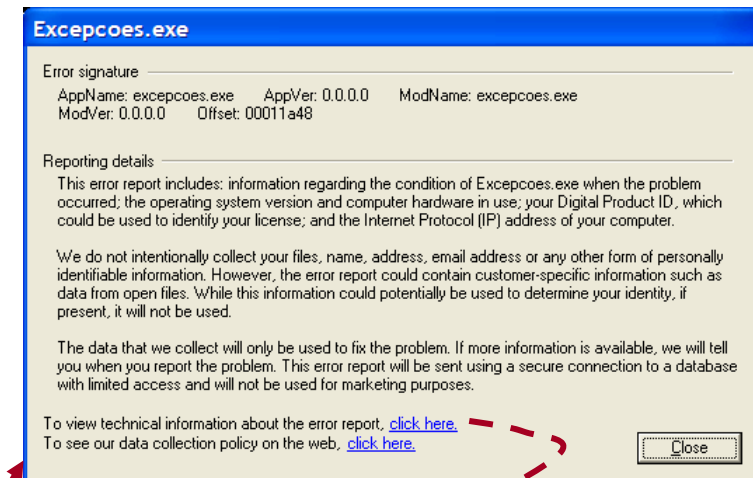 Excepcoes.exe
Error signature
AppName: excepcoes.exe AppVer: 0.0.0.0 ModName: excepcoes.exe
ModVer: 0.0.0.0 Offset: 00011a48
Reporting details
This error report includes: information regarding the condition of Excepcoes.exe when the problem
occurred; the operating system version and computer hardware in use; your Digital Product ID, which
could be used to identify your license; and the Internet Protocol (IP) address of your computer.
We do not intentionally collect your files, name, address, email address or any other form of personally
identifiable information. However, the error report could contain customer-specific information such as
data from open files. While this information could potentially be used to determine your identity, if
present, it will not be used.
The data that we collect will only be used to fix the problem. If more information is available, we will tell
you when you report the problem. This error report will be sent using a secure connection to a database
with limited access and will not be used for marketing purposes.
To view technical information about the error report, click here.
To see our data collection policy on the web, click here.
Close